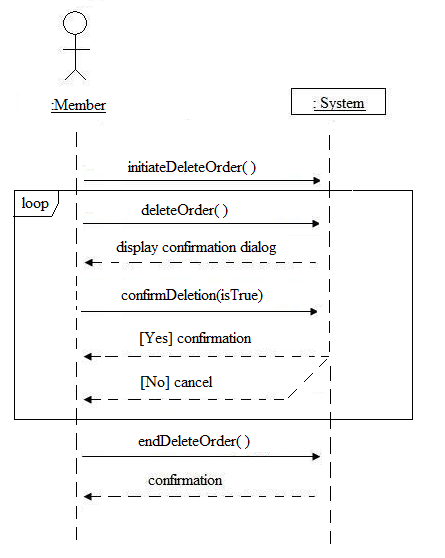 :Member
: System
initiateDeleteOrder( )
loop
deleteOrder( )
display confirmation dialog
confirmDeletion(isTrue)
[Yes] confirmation
[No] cancel
endDeleteOrder( )
confirmation